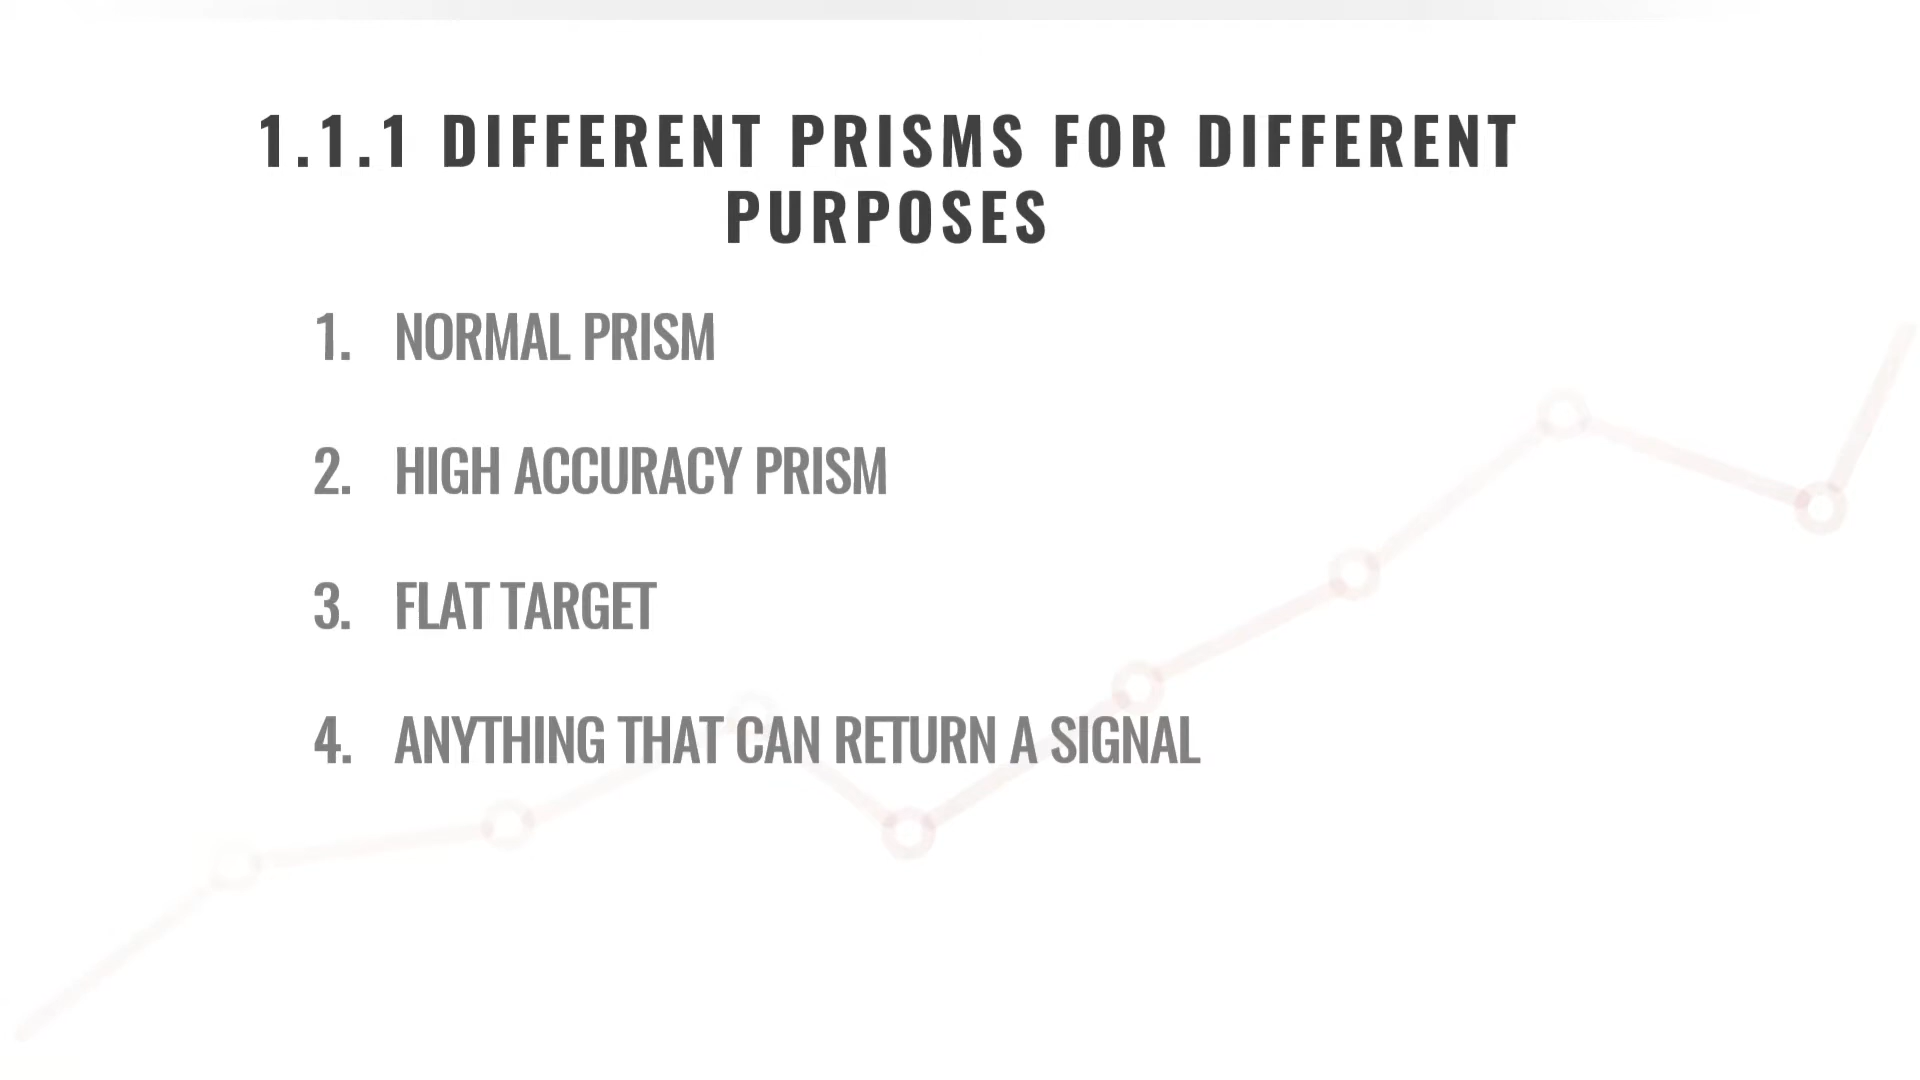 1.1.1 DIFFERENT PRISMS FOR DIFFERENT
PURPOSES
1. NORMAL PRISM
2. HIGH ACCURACY PRISM
3. FLAT TARGET
4. ANYTHING THAT CAN RETURN A SIGNAL